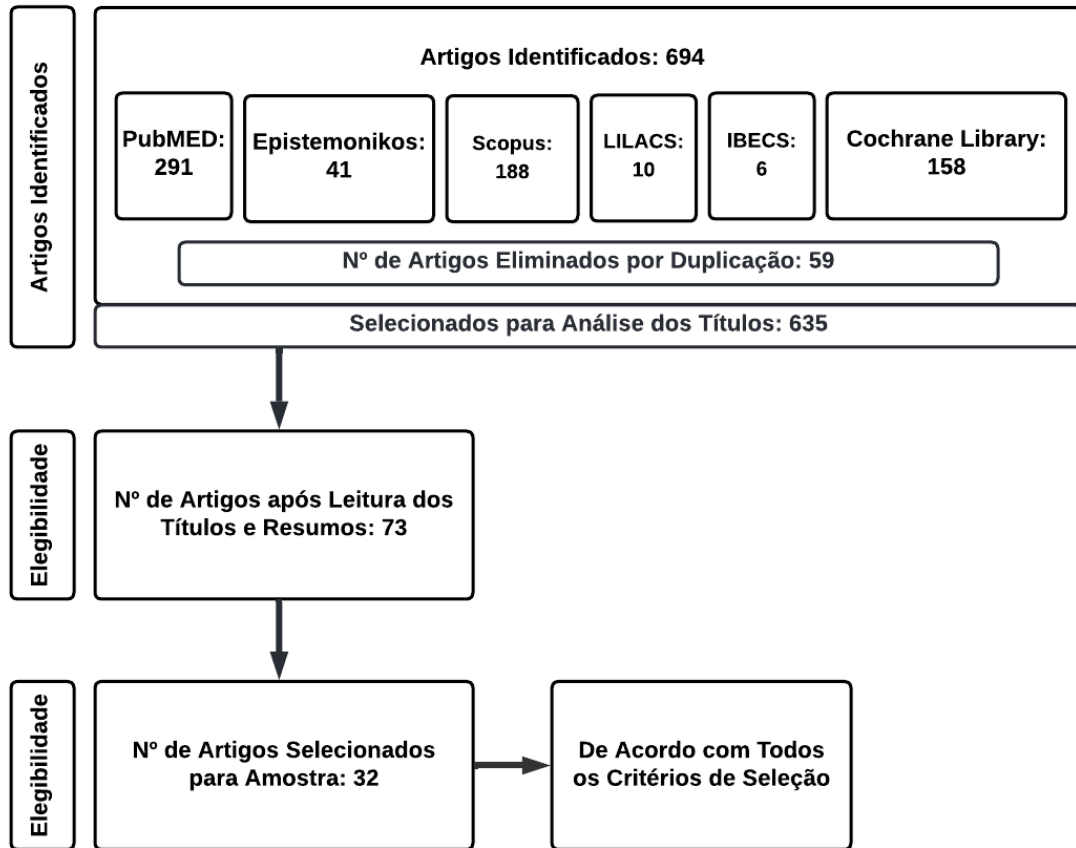 Artigos Identificados
Artigos Identificados: 694
PubMED:
291
Epistemonikos:
41
Scopus:
188
LILACS:
10
IBECS:
6
Cochrane Library:
158
Nº de Artigos Eliminados por Duplicação: 59
Selecionados para Análise dos Títulos: 635
Elegibilidade
Nº de Artigos após Leitura dos
Títulos e Resumos: 73
Elegibilidade
Nº de Artigos Selecionados
para Amostra: 32
De Acordo com Todos
os Critérios de Seleção